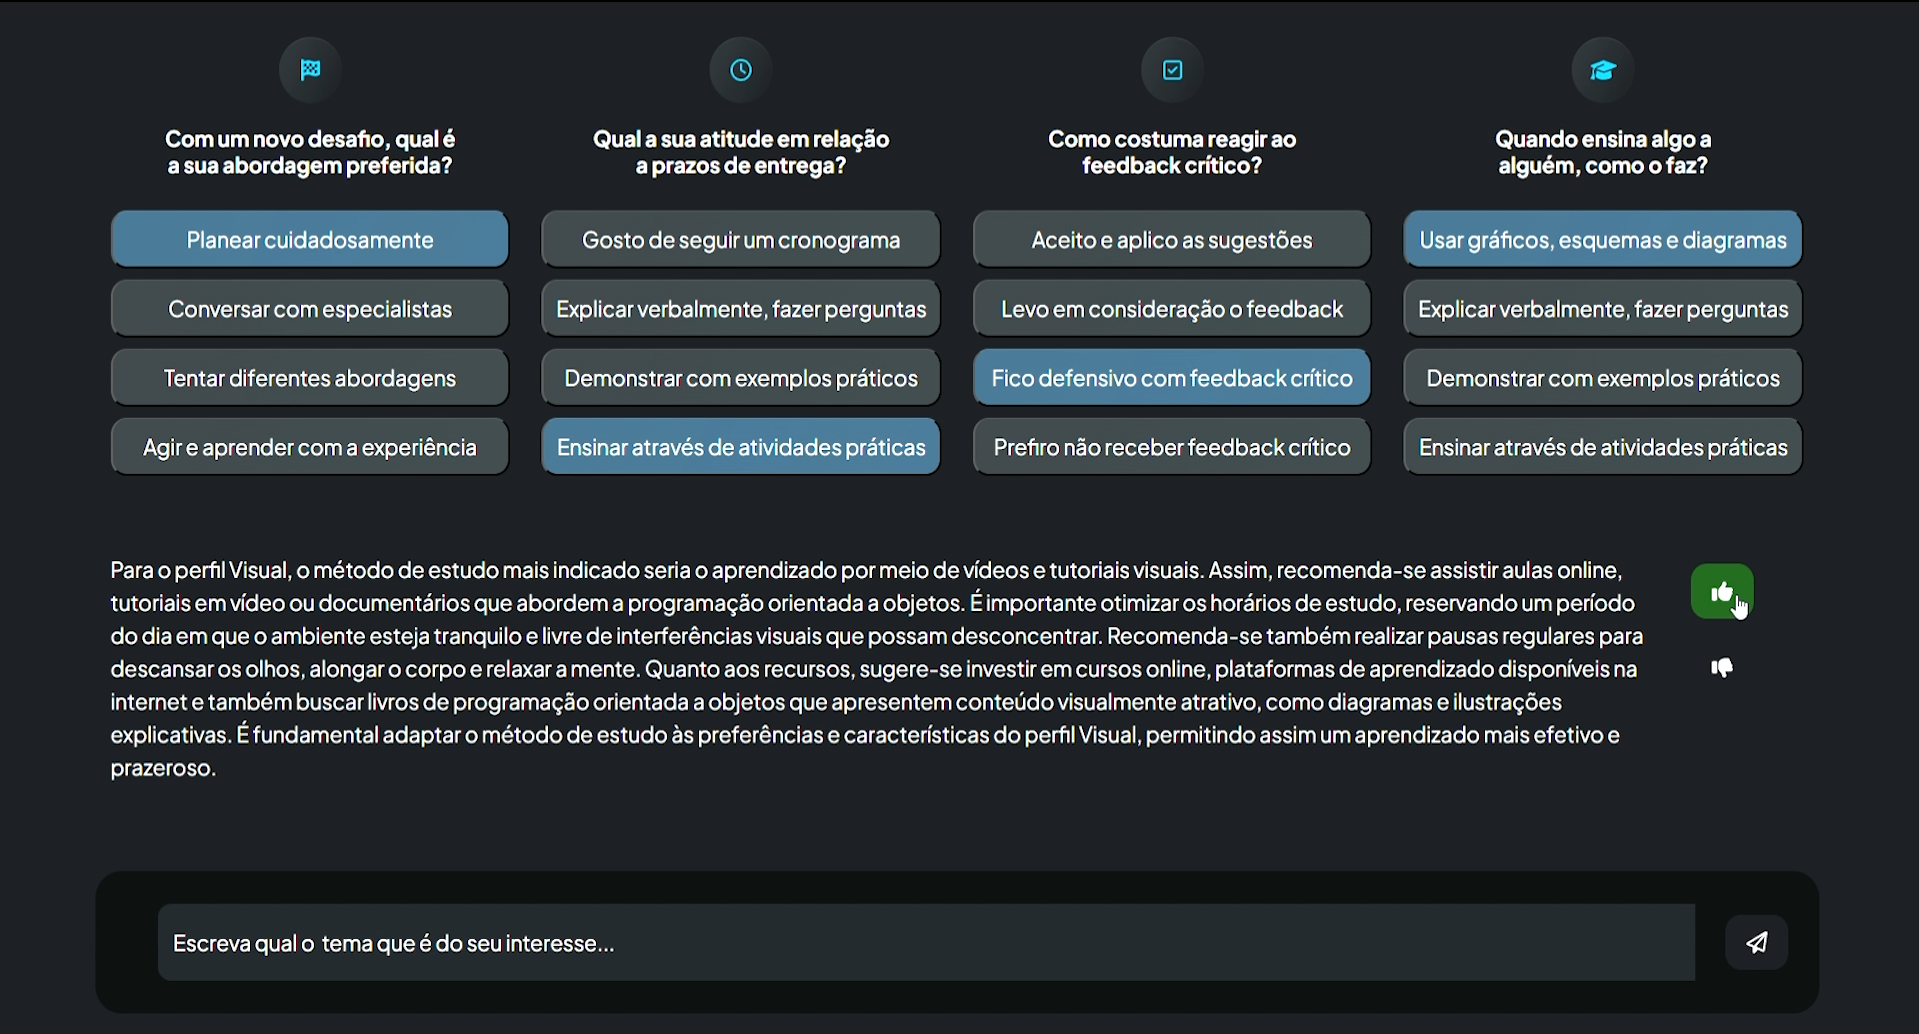 Com um novo desafio, qual é
a sua abordagem preferida?
Planear cuidadosamente
Conversar com especialistas
Tentar diferentes abordagens
Agir e aprender com a experiência
Qual a sua atitude em relação
a prazos de entrega?
Gosto de seguir um cronograma
Explicar verbalmente, fazer perguntas
Demonstrar com exemplos práticos
Ensinar através de atividades práticas
Como costuma reagir ao
feedback crítico?
Aceito e aplico as sugestões
Levo em consideração o feedback
Fico defensivo com feedback crítico
Prefiro não receber feedback crítico
Quando ensina algo a
alguém, como o faz?
Usar gráficos, esquemas e diagramas
Explicar verbalmente, fazer perguntas
Demonstrar com exemplos práticos
Ensinar através de atividades práticas
Para o perfil Visual, o método de estudo mais indicado seria o aprendizado por meio de vídeos e tutoriais visuais. Assim, recomenda-se assistir aulas online,
tutoriais em vídeo ou documentários que abordem a programação orientada a objetos. É importante otimizar os horários de estudo, reservando um período
do dia em que o ambiente esteja tranquilo e livre de interferências visuais que possam desconcentrar. Recomenda-se também realizar pausas regulares para
descansar os olhos, alongar o corpo e relaxar a mente. Quanto aos recursos, sugere-se investir em cursos online, plataformas de aprendizado disponíveis na
internet e também buscar livros de programação orientada a objetos que apresentem conteúdo visualmente atrativo, como diagramas e ilustrações
explicativas. É fundamental adaptar o método de estudo às preferências e características do perfil Visual, permitindo assim um aprendizado mais efetivo e
prazeroso.
Escreva qual o tema que é do seu interesse...